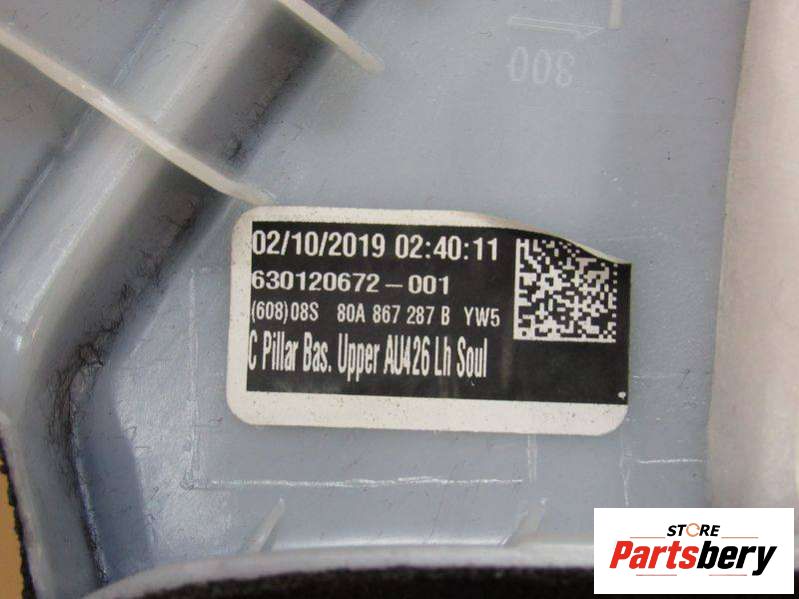 300
02/10/2019 02:40:11
630120672-001
(608)08S 80A 867 287 B YW5
C Pillar Bas. Upper AU426 Lh Soul
STORE
Partsbery